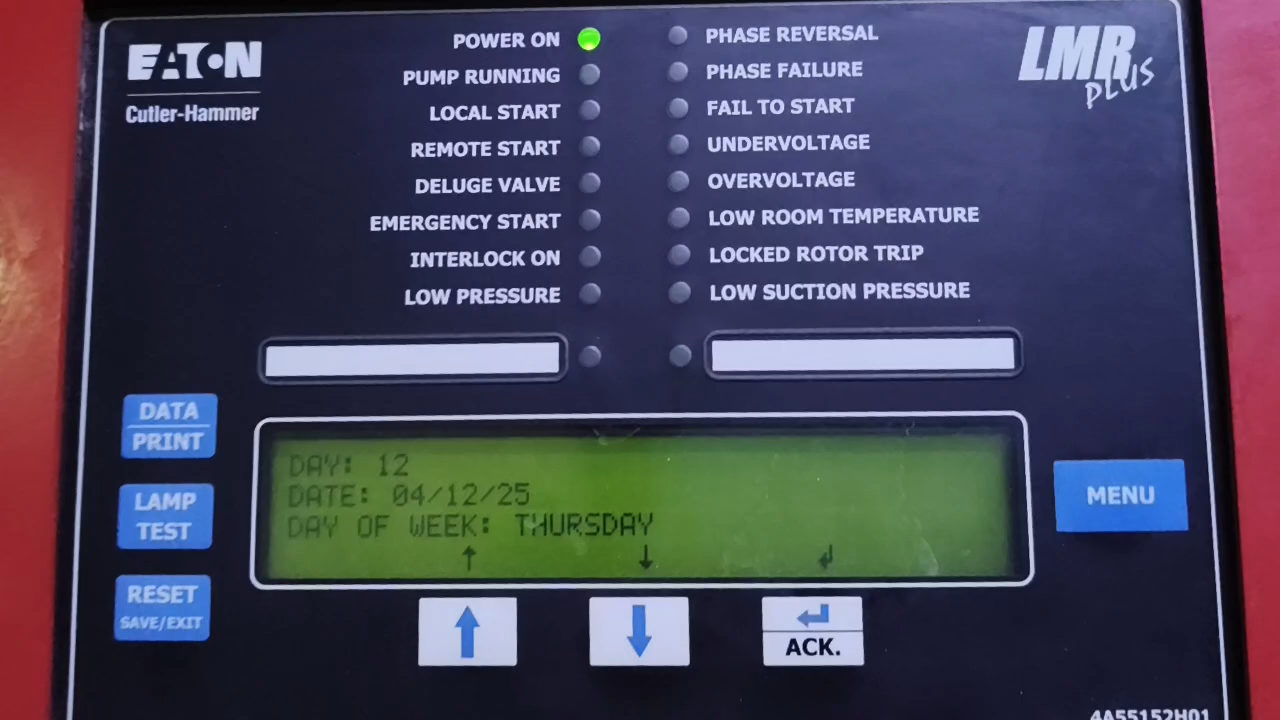 EATON
Cutler-Hammer
POWER ON
PUMP RUNNING
LOCAL START
REMOTE START
DELUGE VALVE
EMERGENCY START
INTERLOCK ON
LOW PRESSURE
PHASE REVERSAL
PHASE FAILURE
FAIL TO START
UNDERVOLTAGE
OVERVOLTAGE
LOW ROOM TEMPERATURE
LOCKED ROTOR TRIP
LOW SUCTION PRESSURE
LMR
PLUS
DATA
PRINT
LAMP
TEST
RESET
SAVE/EXIT
DAY: 12
DATE: 04/12/25
DAY OF WEEK: THURSDAY
↑ ↓ ↲
MENU
ACK.
4A55152H01